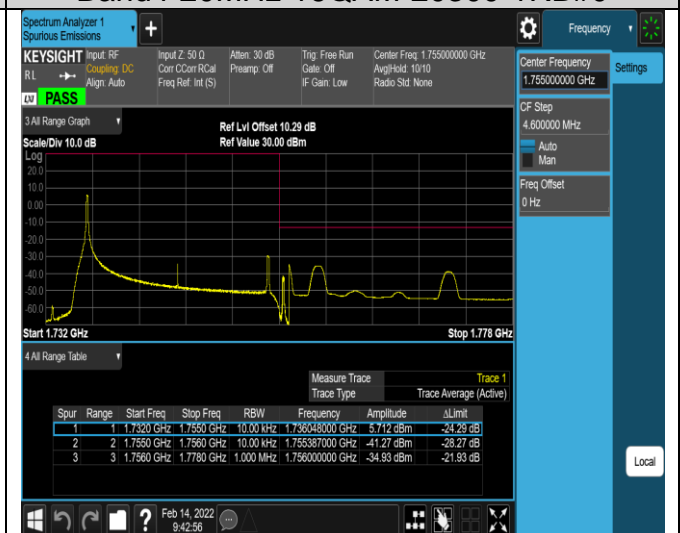 Spectrum Analyzer 1
Spurious Emissions
+
Frequency
KEYSIGHT
RL
LXI PASS
Input: RF
Coupling: DC
Align: Auto
Input Z: 50 Ω
Corr CCorr RCal
Freq Ref: Int (S)
Atten: 30 dB
Preamp: Off
Trig: Free Run
Gate: Off
IF Gain: Low
Center Freq: 1.755000000 GHz
Avg|Hold: 10/10
Radio Std: None
Center Frequency
1.755000000 GHz
Settings
CF Step
4.600000 MHz
Auto
Man
Freq Offset
0 Hz
3 All Range Graph
Scale/Div 10.0 dB
Ref Lvl Offset 10.29 dB
Ref Value 30.00 dBm
Log
20.0
10.0
0.00
-10.0
-20.0
-30.0
-40.0
-50.0
-60.0
Start 1.732 GHz
Stop 1.778 GHz
4 All Range Table
Measure Trace Trace 1
Trace Type Trace Average (Active)
Spur Range Start Freq Stop Freq RBW Frequency Amplitude ΔLimit
1 1 1.7320 GHz 1.7550 GHz 10.00 kHz 1.736048000 GHz 5.712 dBm -24.29 dB
2 2 1.7550 GHz 1.7560 GHz 10.00 kHz 1.755387000 GHz -41.27 dBm -28.27 dB
3 3 1.7560 GHz 1.7780 GHz 1.000 MHz 1.756000000 GHz -34.93 dBm -21.93 dB
Local
?
Feb 14, 2022
9:42:56